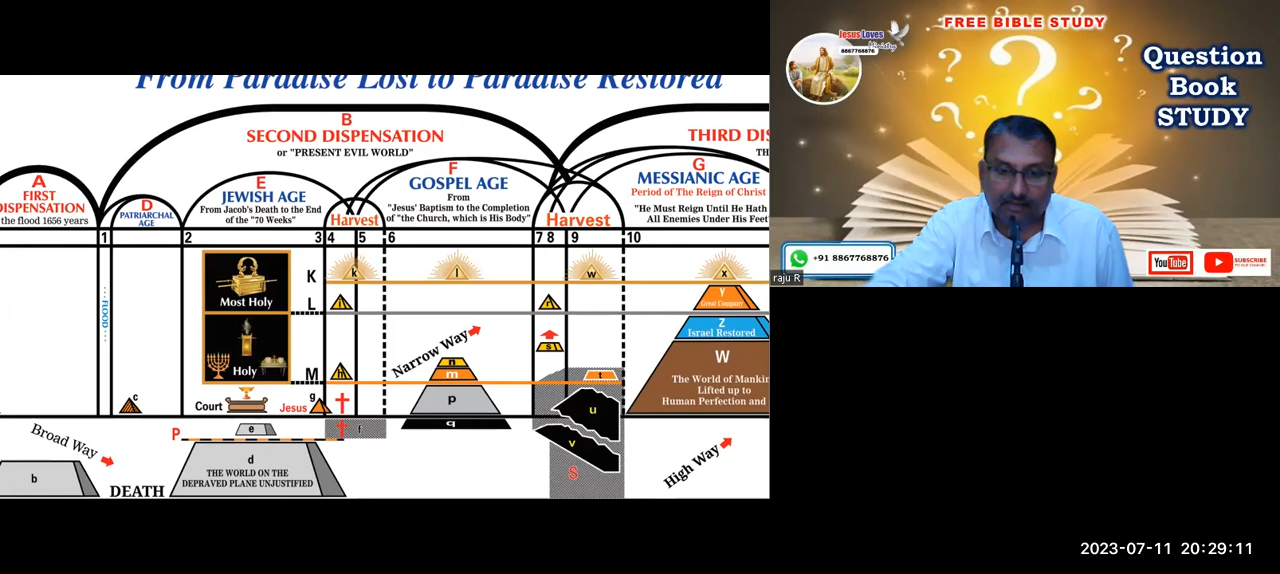 From Paradise Lost to Paradise Restored
B
SECOND DISPENSATION
or "PRESENT EVIL WORLD"
THIRD DIS
TH
A
FIRST
DISPENSATION
the flood 1656 years
D
PATRIARCHAL
AGE
E
JEWISH AGE
From Jacob's Death to the End
of the "70 Weeks"
Harvest
F
GOSPEL AGE
From
"Jesus' Baptism to the Completion
of "the Church, which is His Body"
Harvest
G
MESSIANIC AGE
Period of The Reign of Christ
"He Must Reign Until He Hath
All Enemies Under His Feet
1 2 3 4 5 6 7 8 9 10
FLOOD
Most Holy
Holy
Court
K
L
M
k
l
w
x
i
r
y
Great Company
s
Z
Israel Restored
Narrow Way
h
n
m
t
W
The World of Mankin
Lifted up to
Human Perfection and
c
g
Jesus
p
u
q
P
e
f
v
Broad Way
d
THE WORLD ON THE
DEPRAVED PLANE UNJUSTIFIED
S
High Way
b
DEATH
FREE BIBLE STUDY
Jesus Loves
Ministry
8867768876
Question
Book
STUDY
+91 8867768876
YouTube
SUBSCRIBE
raju R
2023-07-11 20:29:11